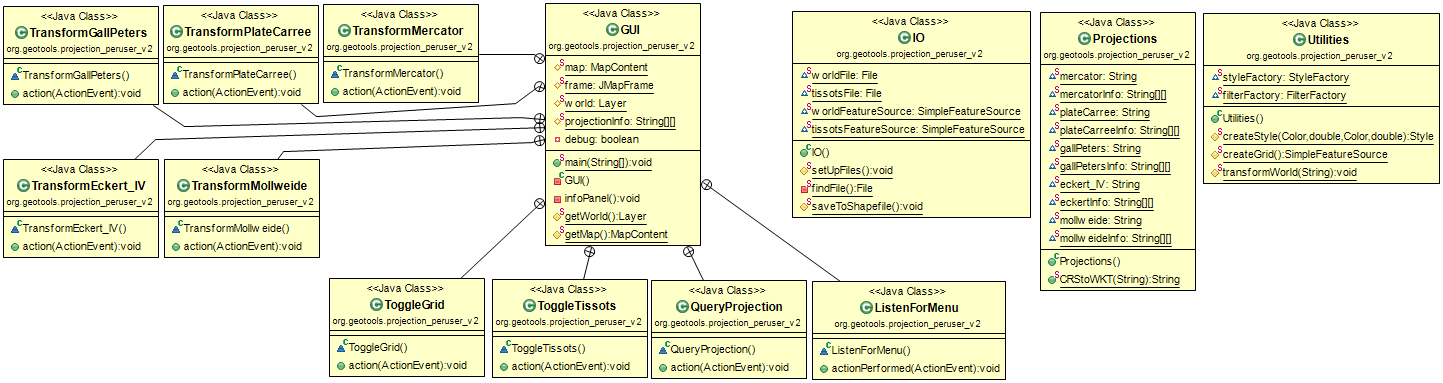 <<Java Class>>
TransformGallPeters
org.geotools.projection_peruser_v2
TransformGallPeters()
action(ActionEvent):void
<<Java Class>>
TransformPlateCarree
org.geotools.projection_peruser_v2
TransformPlateCarree()
action(ActionEvent):void
<<Java Class>>
TransformMercator
org.geotools.projection_peruser_v2
TransformMercator()
action(ActionEvent):void
<<Java Class>>
GUI
org.geotools.projection_peruser_v2
map: MapContent
frame: JMapFrame
world: Layer
projectionInfo: String[][]
debug: boolean
main(String[]):void
GUI()
infoPanel():void
getWorld():Layer
getMap():MapContent
<<Java Class>>
IO
org.geotools.projection_peruser_v2
worldFile: File
tissotsFile: File
worldFeatureSource: SimpleFeatureSource
tissotsFeatureSource: SimpleFeatureSource
IO()
setUpFiles():void
findFile():File
saveToShapefile():void
<<Java Class>>
Projections
org.geotools.projection_peruser_v2
mercator: String
mercatorInfo: String[][]
plateCarree: String
plateCarreeInfo: String[][]
gallPeters: String
gallPetersInfo: String[][]
eckert_IV: String
eckertInfo: String[][]
mollweide: String
mollweideInfo: String[][]
Projections()
CRStoWKT(String):String
<<Java Class>>
Utilities
org.geotools.projection_peruser_v2
styleFactory: StyleFactory
filterFactory: FilterFactory
Utilities()
createStyle(Color,double,Color,double):Style
createGrid():SimpleFeatureSource
transformWorld(String):void
<<Java Class>>
TransformEckert_IV
org.geotools.projection_peruser_v2
TransformEckert_IV()
action(ActionEvent):void
<<Java Class>>
TransformMollweide
org.geotools.projection_peruser_v2
TransformMollweide()
action(ActionEvent):void
<<Java Class>>
ToggleGrid
org.geotools.projection_peruser_v2
ToggleGrid()
action(ActionEvent):void
<<Java Class>>
ToggleTissots
org.geotools.projection_peruser_v2
ToggleTissots()
action(ActionEvent):void
<<Java Class>>
QueryProjection
org.geotools.projection_peruser_v2
QueryProjection()
action(ActionEvent):void
<<Java Class>>
ListenForMenu
org.geotools.projection_peruser_v2
ListenForMenu()
actionPerformed(ActionEvent):void